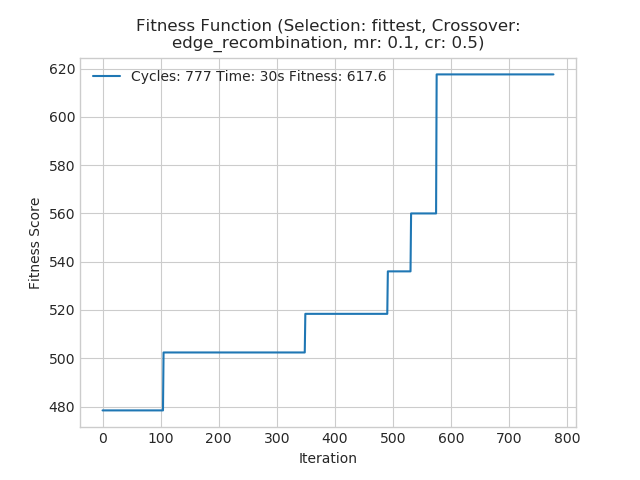 Fitness Function (Selection: fittest, Crossover:
edge_recombination, mr: 0.1, cr: 0.5)
Cycles: 777 Time: 30s Fitness: 617.6
620
600
580
560
540
520
500
480
Fitness Score
0 100 200 300 400 500 600 700 800
Iteration